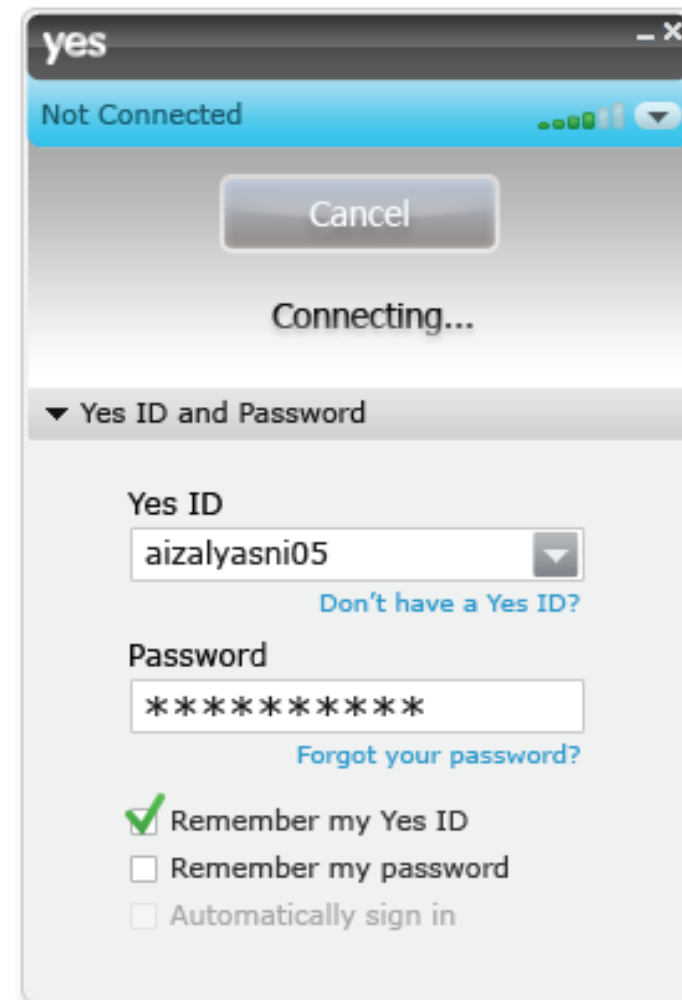 yes
Not Connected
Cancel
Connecting...
Yes ID and Password
Yes ID
aizalyasni05
Don't have a Yes ID?
Password
**********
Forgot your password?
Remember my Yes ID
Remember my password
Automatically sign in